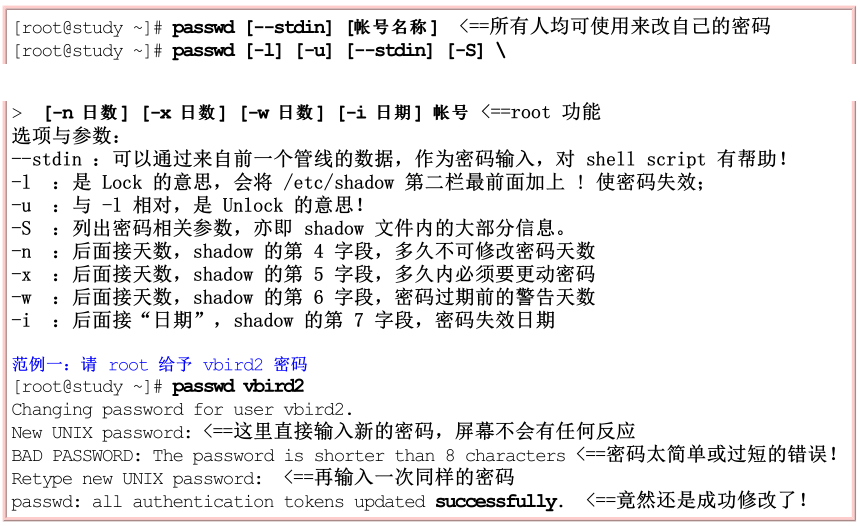 [root@study ~]# passwd [--stdin] [帐号名称] <==所有人均可使用来改自己的密码
[root@study ~]# passwd [-l] [-u] [--stdin] [-S] \
> [-n 日数] [-x 日数] [-w 日数] [-i 日期] 帐号 <==root 功能
选项与参数：
--stdin ：可以通过来自前一个管线的数据，作为密码输入，对 shell script 有帮助！
-l ：是 Lock 的意思，会将 /etc/shadow 第二栏最前面加上 ! 使密码失效；
-u ：与 -l 相对，是 Unlock 的意思！
-S ：列出密码相关参数，亦即 shadow 文件内的大部分信息。
-n ：后面接天数，shadow 的第 4 字段，多久不可修改密码天数
-x ：后面接天数，shadow 的第 5 字段，多久内必须要更动密码
-w ：后面接天数，shadow 的第 6 字段，密码过期前的警告天数
-i ：后面接“日期”，shadow 的第 7 字段，密码失效日期
范例一：请 root 给予 vbird2 密码
[root@study ~]# passwd vbird2
Changing password for user vbird2.
New UNIX password: <==这里直接输入新的密码，屏幕不会有任何反应
BAD PASSWORD: The password is shorter than 8 characters <==密码太简单或过短的错误！
Retype new UNIX password: <==再输入一次同样的密码
passwd: all authentication tokens updated successfully. <==竟然还是成功修改了！